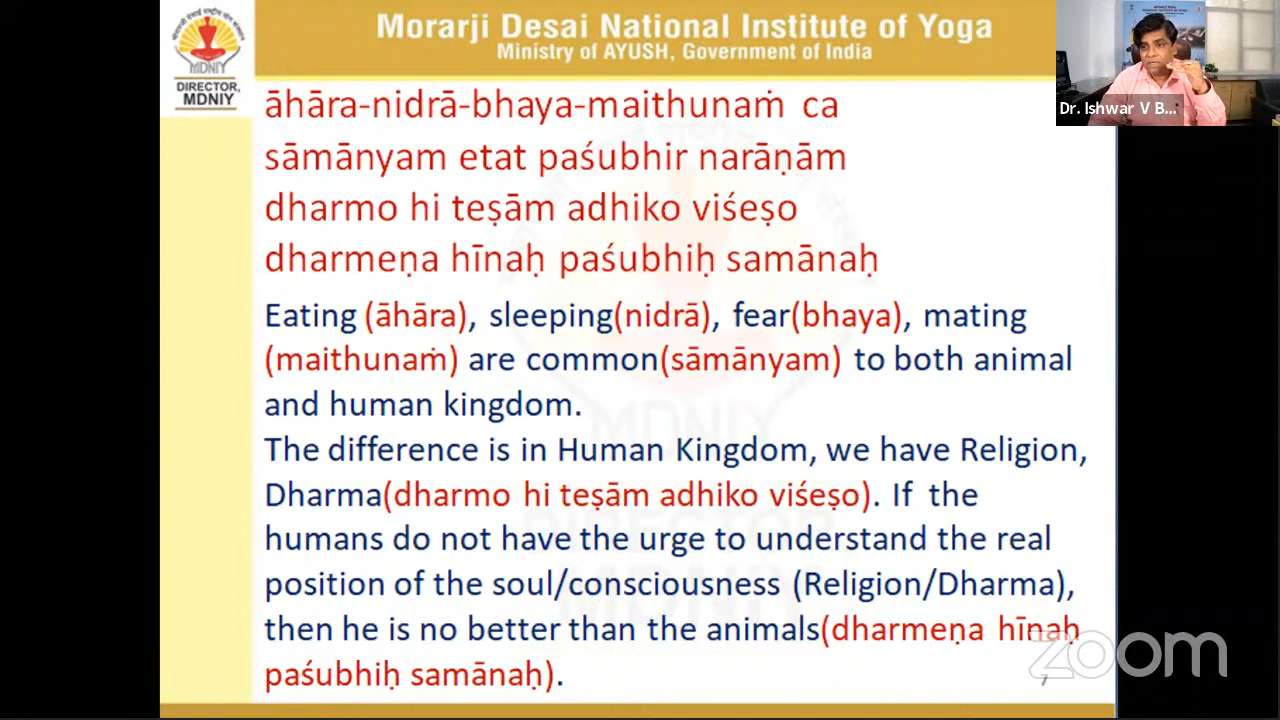 Morarji Desai National Institute of Yoga
Ministry of AYUSH, Government of India
MDNIY
DIRECTOR,
MDNIY
Dr. Ishwar V B...
āhāra-nidrā-bhaya-maithunaṁ ca
sāmānyam etat paśubhir narāṇām
dharmo hi teṣām adhiko viśeṣo
dharmeṇa hīnaḥ paśubhiḥ samānaḥ
Eating (āhāra), sleeping(nidrā), fear(bhaya), mating
(maithunaṁ) are common(sāmānyam) to both animal
and human kingdom.
The difference is in Human Kingdom, we have Religion,
Dharma(dharmo hi teṣām adhiko viśeṣo). If the
humans do not have the urge to understand the real
position of the soul/consciousness (Religion/Dharma),
then he is no better than the animals(dharmeṇa hīnaḥ
paśubhiḥ samānaḥ).
zoom
7